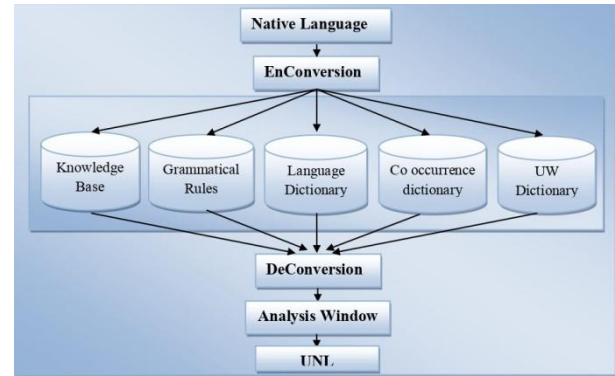 Native Language
EnConversion
Knowledge
Base
Grammatical
Rules
Language
Dictionary
Co occurrence
dictionary
UW
Dictionary
DeConversion
Analysis Window
UNL